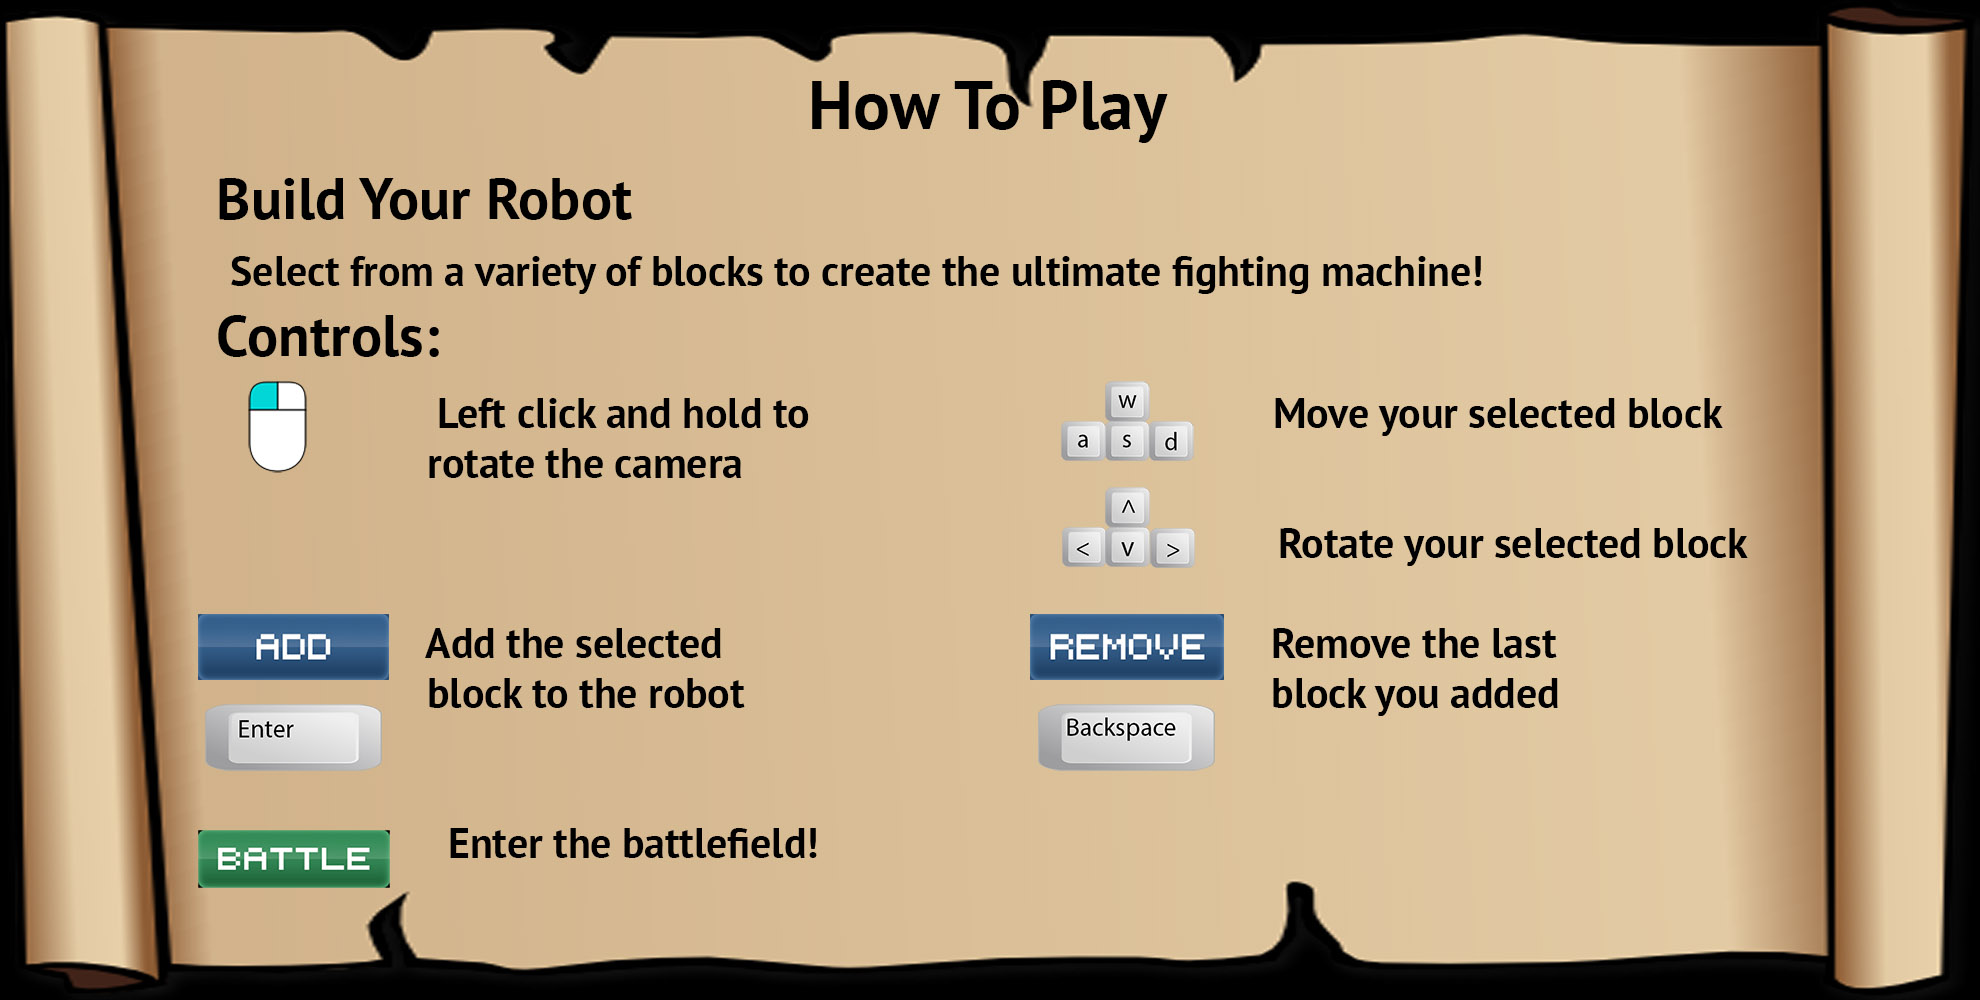 How To Play
Build Your Robot
Select from a variety of blocks to create the ultimate fighting machine!
Controls:
Left click and hold to
rotate the camera
w
a s d
Move your selected block
^
< v >
Rotate your selected block
ADD
Enter
Add the selected
block to the robot
REMOVE
Backspace
Remove the last
block you added
BATTLE
Enter the battlefield!